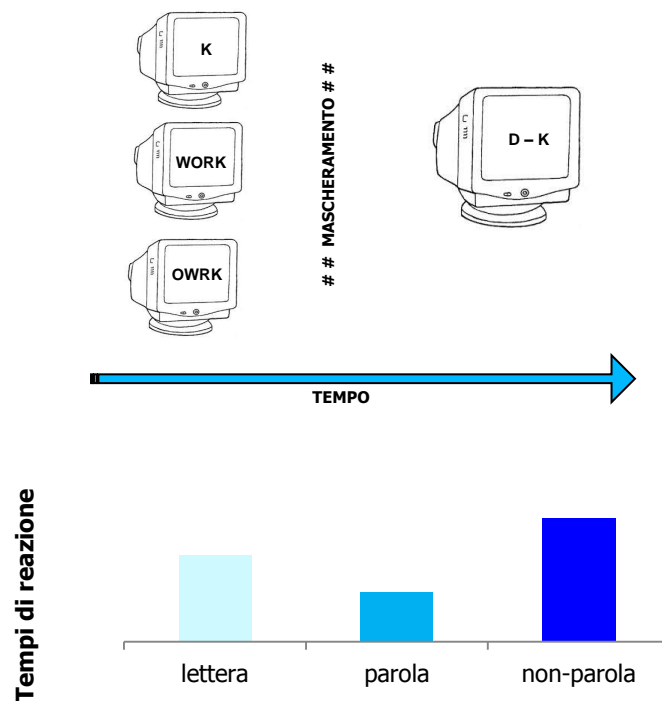 K
WORK
OWRK
# # MASCHERAMENTO # #
D – K
TEMPO
Tempi di reazione
lettera parola non-parola